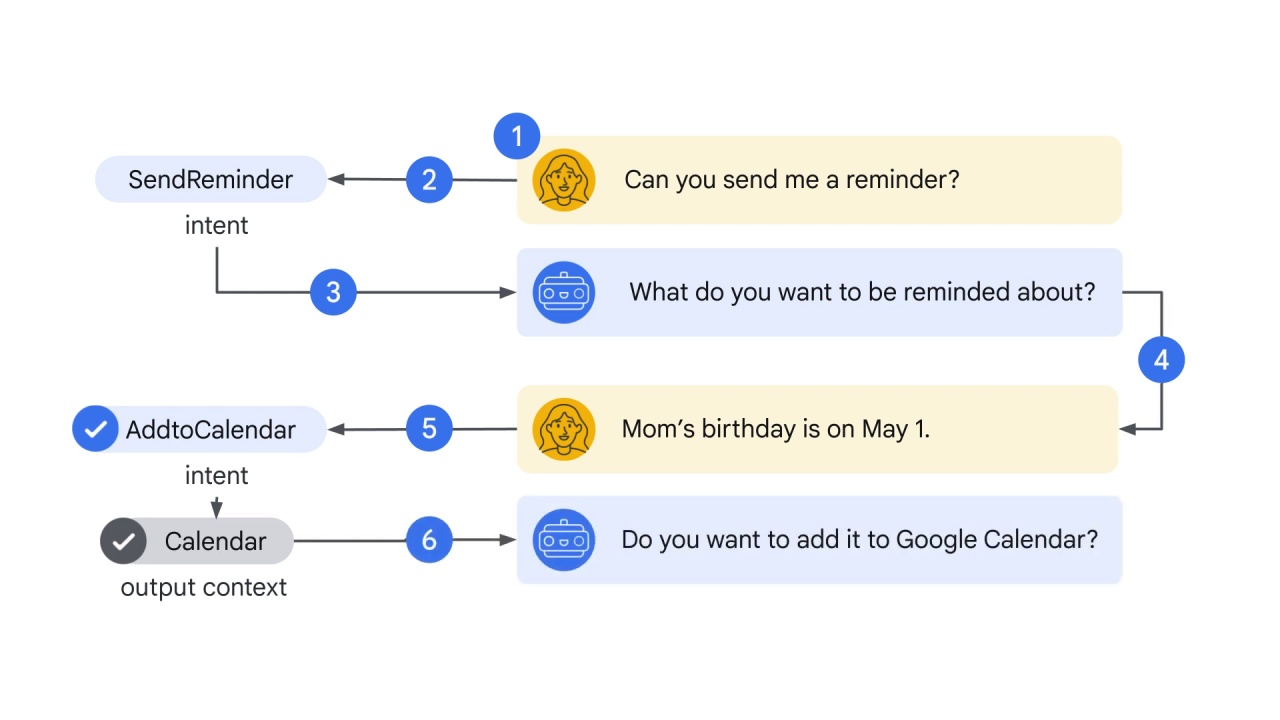 1
Can you send me a reminder?
2
SendReminder
intent
3
What do you want to be reminded about?
4
Mom’s birthday is on May 1.
5
AddtoCalendar
intent
Calendar
output context
6
Do you want to add it to Google Calendar?